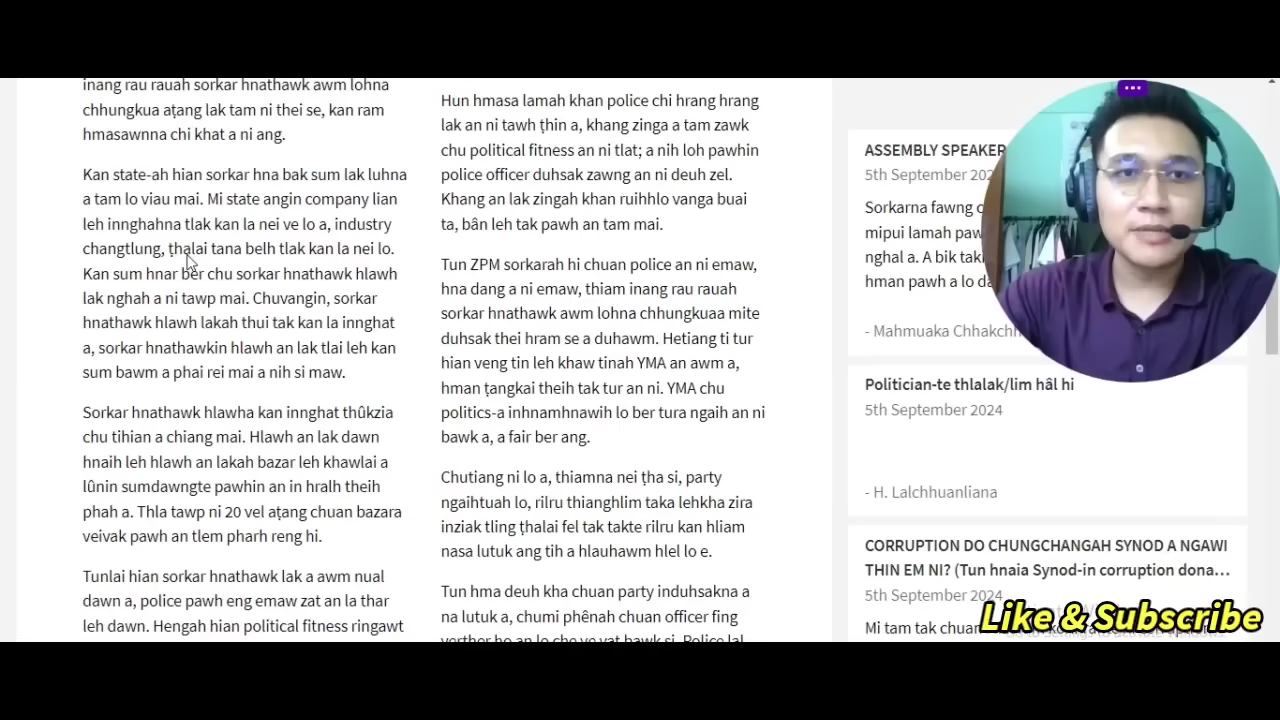 inang rau rauah sorkar hnathawk awm lohna
chhungkua aṭang lak tam ni thei se, kan ram
hmasawnna chi khat a ni ang.
Kan state-ah hian sorkar hna bak sum lak luhna
a tam lo viau mai. Mi state angin company lian
leh innghahna tlak kan la nei ve lo a, industry
changtlung, ṭhalai tana belh tlak kan la nei lo.
Kan sum hnar ber chu sorkar hnathawk hlawh
lak nghah a ni tawp mai. Chuvangin, sorkar
hnathawk hlawh lakah thui tak kan la innghat
a, sorkar hnathawkin hlawh an lak tlai leh kan
sum bawm a phai rei mai a nih si maw.
Sorkar hnathawk hlawha kan innghat thûkzia
chu tihian a chiang mai. Hlawh an lak dawn
hnaih leh hlawh an lakah bazar leh khawlai a
lûnin sumdawngte pawhin an in hralh theih
phah a. Thla tawp ni 20 vel aṭang chuan bazara
veivak pawh an tlem pharh reng hi.
Tunlai hian sorkar hnathawk lak a awm nual
dawn a, police pawh eng emaw zat an la thar
leh dawn. Hengah hian political fitness ringawt
Hun hmasa lamah khan police chi hrang hrang
lak an ni tawh ṭhin a, khang zinga a tam zawk
chu political fitness an ni tlat; a nih loh pawhin
police officer duhsak zawng an ni deuh zel.
Khang an lak zingah khan ruihhlo vanga buai
ta, bân leh tak pawh an tam mai.
Tun ZPM sorkarah hi chuan police an ni emaw,
hna dang a ni emaw, thiam inang rau rauah
sorkar hnathawk awm lohna chhungkuaa mite
duhsak thei hram se a duhawm. Hetiang ti tur
hian veng tin leh khaw tinah YMA an awm a,
hman ṭangkai theih tak tur an ni. YMA chu
politics-a inhnamhnawih lo ber tura ngaih an ni
bawk a, a fair ber ang.
Chutiang ni lo a, thiamna nei ṭha si, party
ngaihtuah lo, rilru thianghlim taka lehkha zira
inziak tling ṭhalai fel tak takte rilru kan hliam
nasa lutuk ang tih a hlauhawm hlel lo e.
Tun hma deuh kha chuan party induhsakna a
na lutuk a, chumi phênah chuan officer fing
verther ho an lo che ve vat bawk si. Police lal
ASSEMBLY SPEAKER
5th September 202
Sorkarna fawng
mipui lamah paw
nghal a. A bik
hman pawh a lo
- Mahmuaka Chhakchh
Politician-te thlalak/lim hâl hi
5th September 2024
- H. Lalchhuanliana
CORRUPTION DO CHUNGCHANGAH SYNOD A NGAWI
THIN EM NI? (Tun hnaia Synod-in corruption dona…
5th September 2024
Mi tam tak chuan
Like & Subscribe